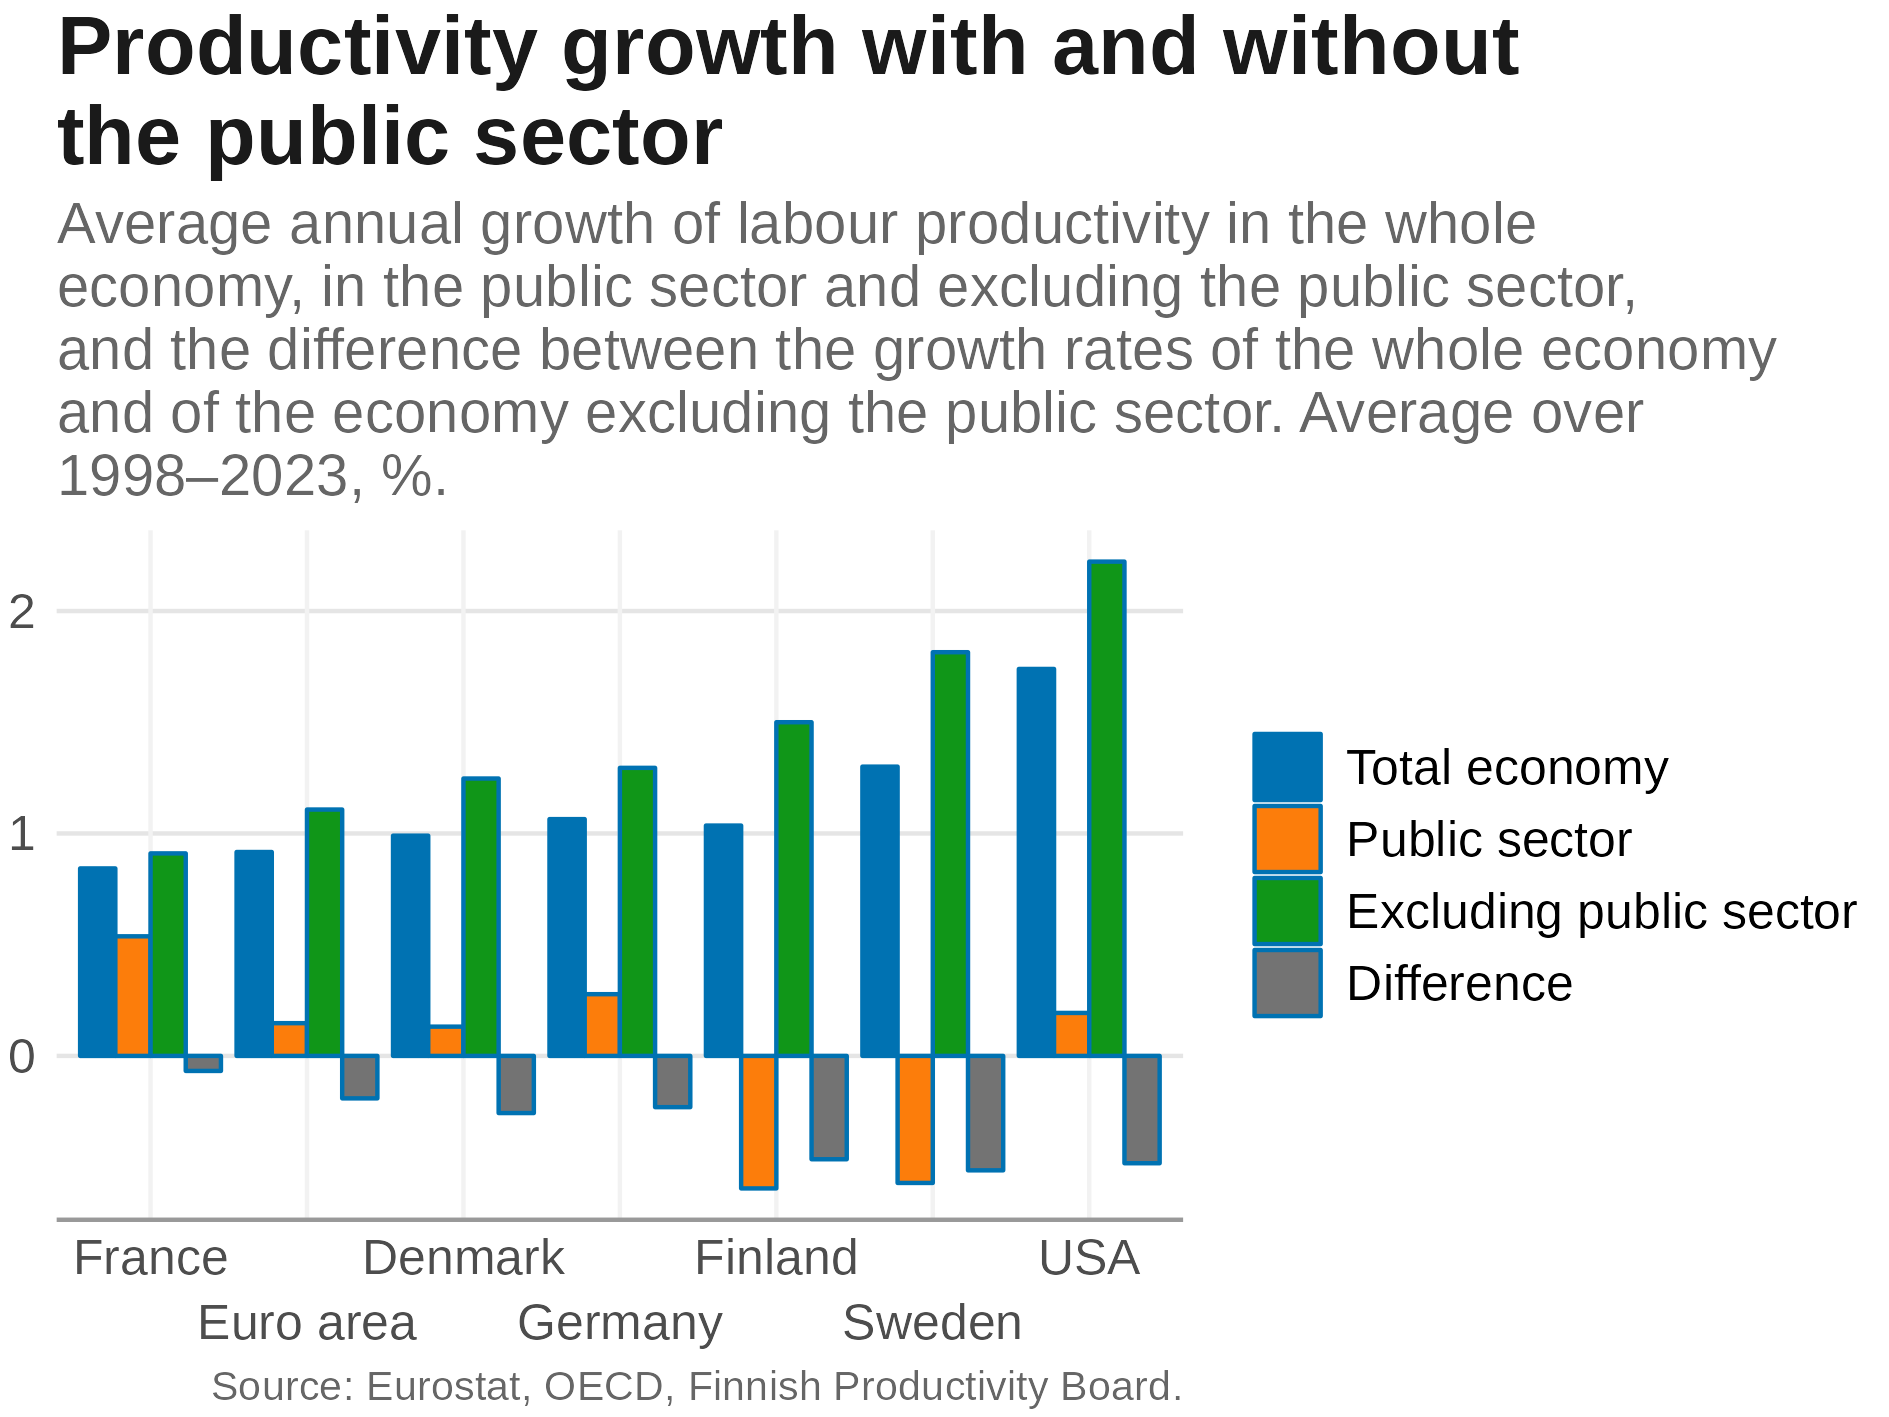 Productivity growth with and without
the public sector
Average annual growth of labour productivity in the whole
economy, in the public sector and excluding the public sector,
and the difference between the growth rates of the whole economy
and of the economy excluding the public sector. Average over
1998–2023, %.
2
1
0
Total economy
Public sector
Excluding public sector
Difference
France Denmark Finland USA
Euro area Germany Sweden
Source: Eurostat, OECD, Finnish Productivity Board.